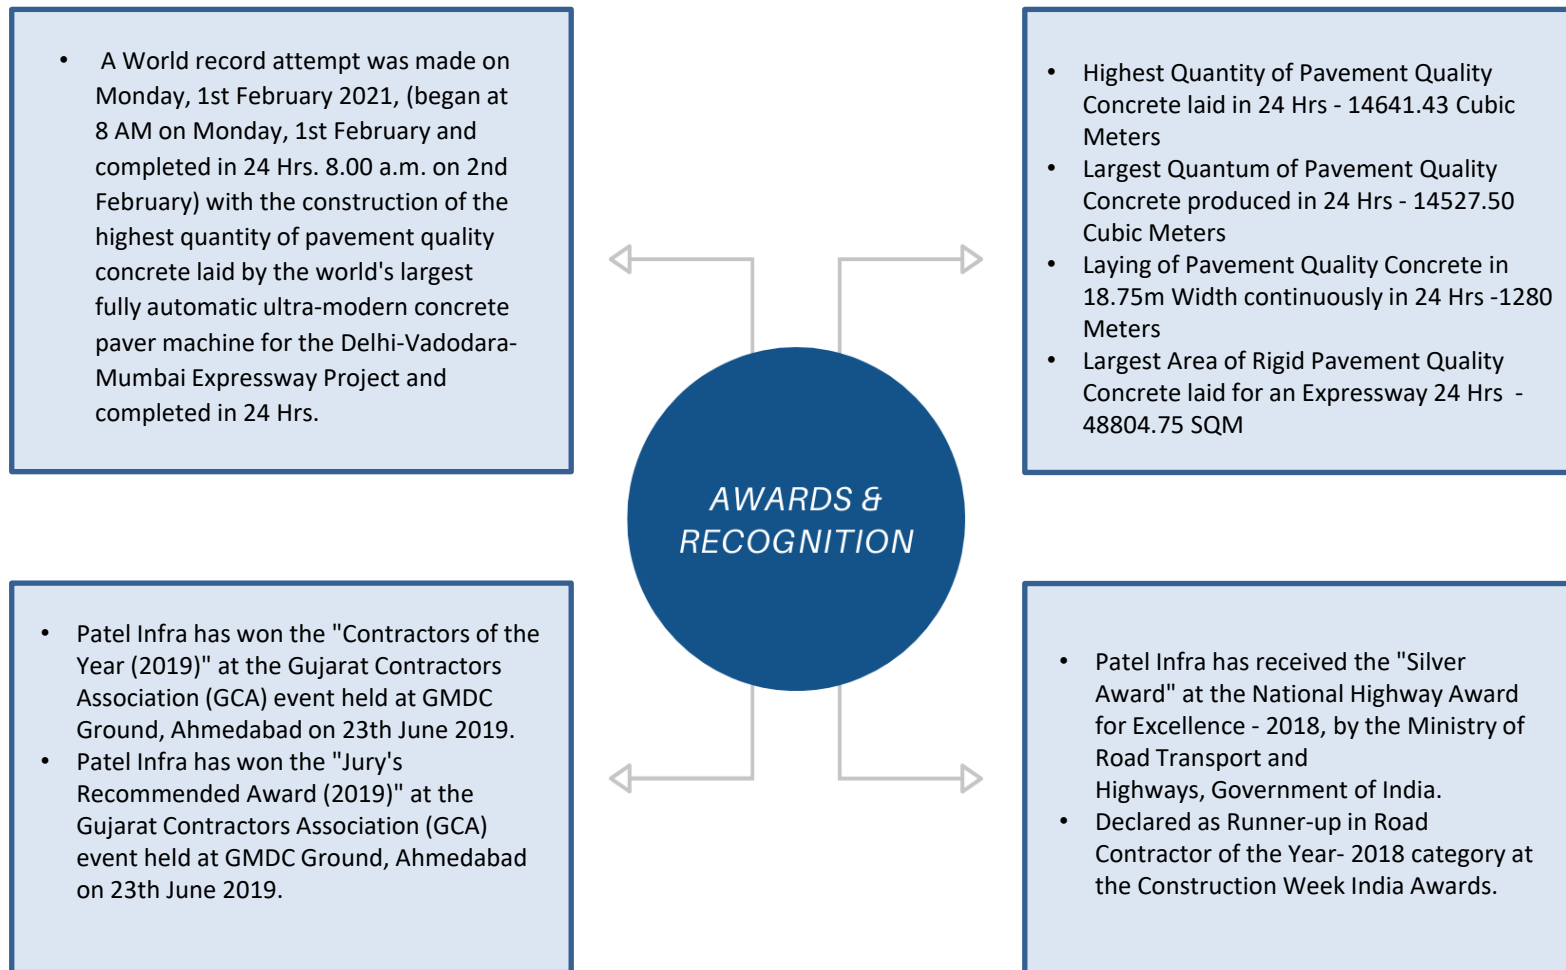 • A World record attempt was made on
Monday, 1st February 2021, (began at
8 AM on Monday, 1st February and
completed in 24 Hrs. 8.00 a.m. on 2nd
February) with the construction of the
highest quantity of pavement quality
concrete laid by the world's largest
fully automatic ultra-modern concrete
paver machine for the Delhi-Vadodara-
Mumbai Expressway Project and
completed in 24 Hrs.
• Highest Quantity of Pavement Quality
Concrete laid in 24 Hrs - 14641.43 Cubic
Meters
• Largest Quantum of Pavement Quality
Concrete produced in 24 Hrs - 14527.50
Cubic Meters
• Laying of Pavement Quality Concrete in
18.75m Width continuously in 24 Hrs -1280
Meters
• Largest Area of Rigid Pavement Quality
Concrete laid for an Expressway 24 Hrs -
48804.75 SQM
AWARDS &
RECOGNITION
• Patel Infra has won the "Contractors of the
Year (2019)" at the Gujarat Contractors
Association (GCA) event held at GMDC
Ground, Ahmedabad on 23th June 2019.
• Patel Infra has won the "Jury's
Recommended Award (2019)" at the
Gujarat Contractors Association (GCA)
event held at GMDC Ground, Ahmedabad
on 23th June 2019.
• Patel Infra has received the "Silver
Award" at the National Highway Award
for Excellence - 2018, by the Ministry of
Road Transport and
Highways, Government of India.
• Declared as Runner-up in Road
Contractor of the Year- 2018 category at
the Construction Week India Awards.